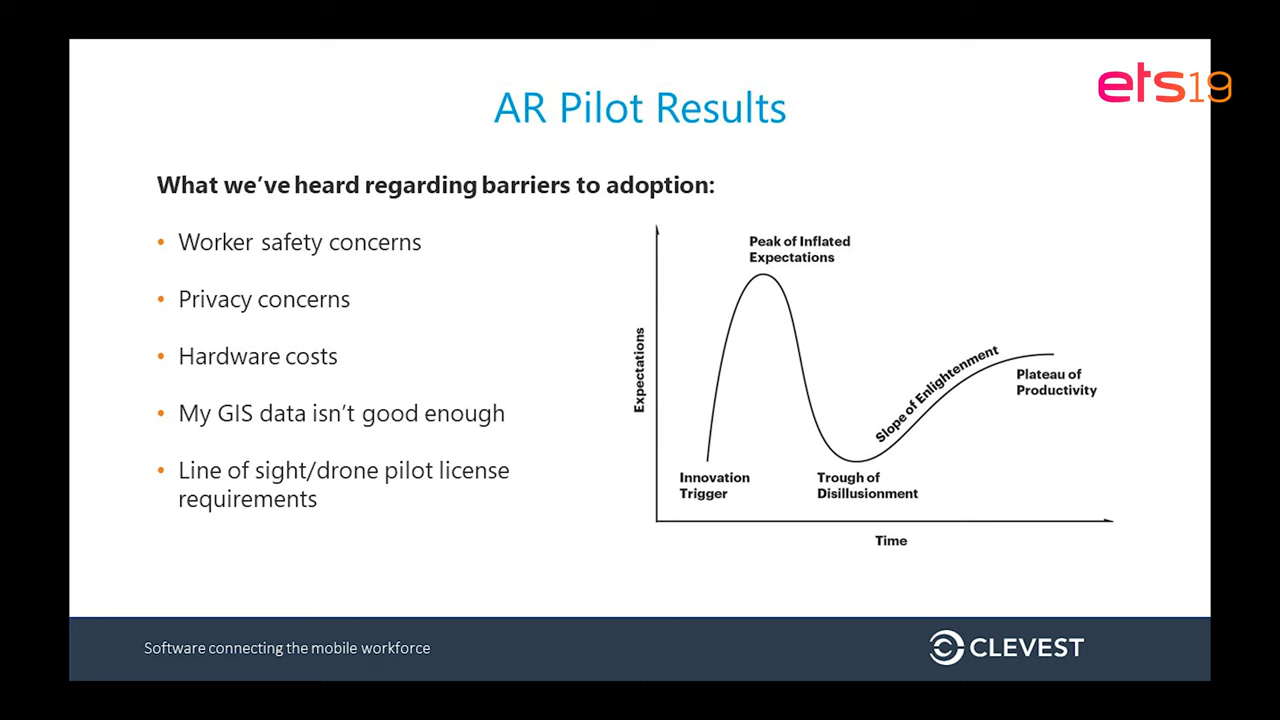 ets19
AR Pilot Results
What we've heard regarding barriers to adoption:
• Worker safety concerns
• Privacy concerns
• Hardware costs
• My GIS data isn't good enough
• Line of sight/drone pilot license
requirements
Expectations
Peak of Inflated
Expectations
Innovation
Trigger
Trough of
Disillusionment
Slope of Enlightenment
Plateau of
Productivity
Time
Software connecting the mobile workforce
CLEVEST